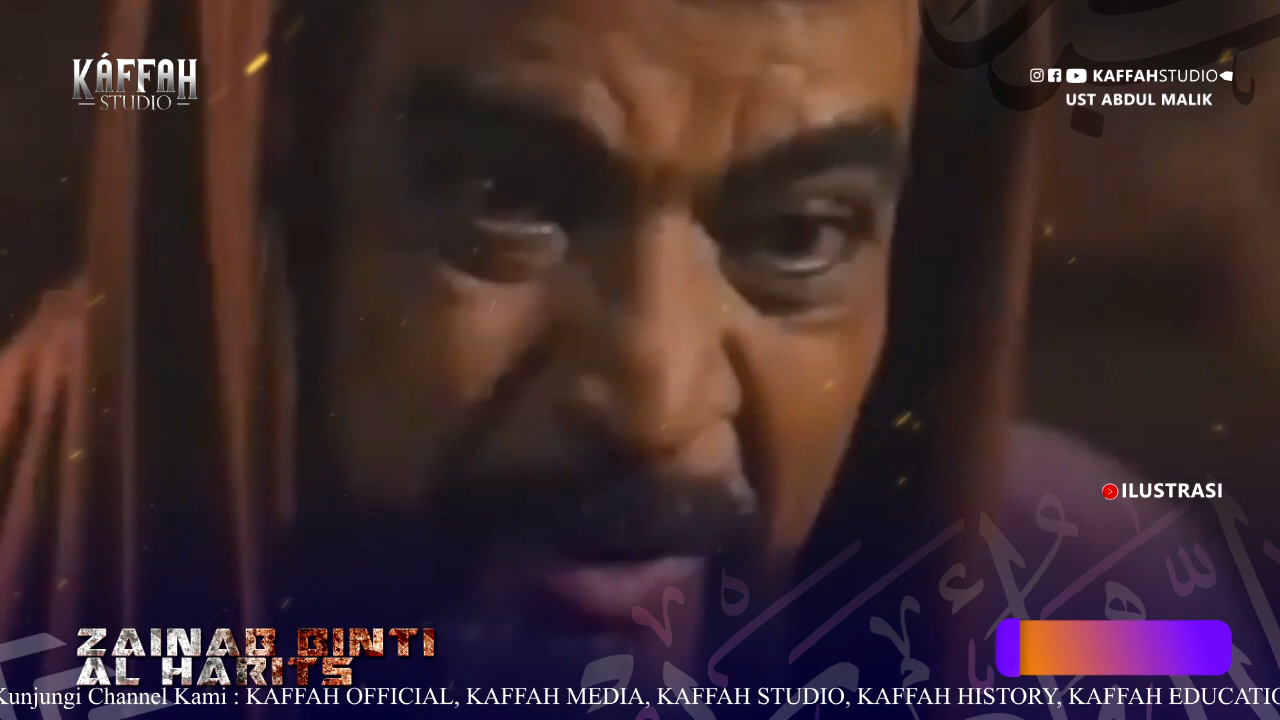 KÁFFAH
STUDIO
KAFFAHSTUDIO
UST ABDUL MALIK
ILUSTRASI
ZAINAB BINTI
AL HARITS
Kunjungi Channel Kami : KAFFAH OFFICIAL, KAFFAH MEDIA, KAFFAH STUDIO, KAFFAH HISTORY, KAFFAH EDUCATIO